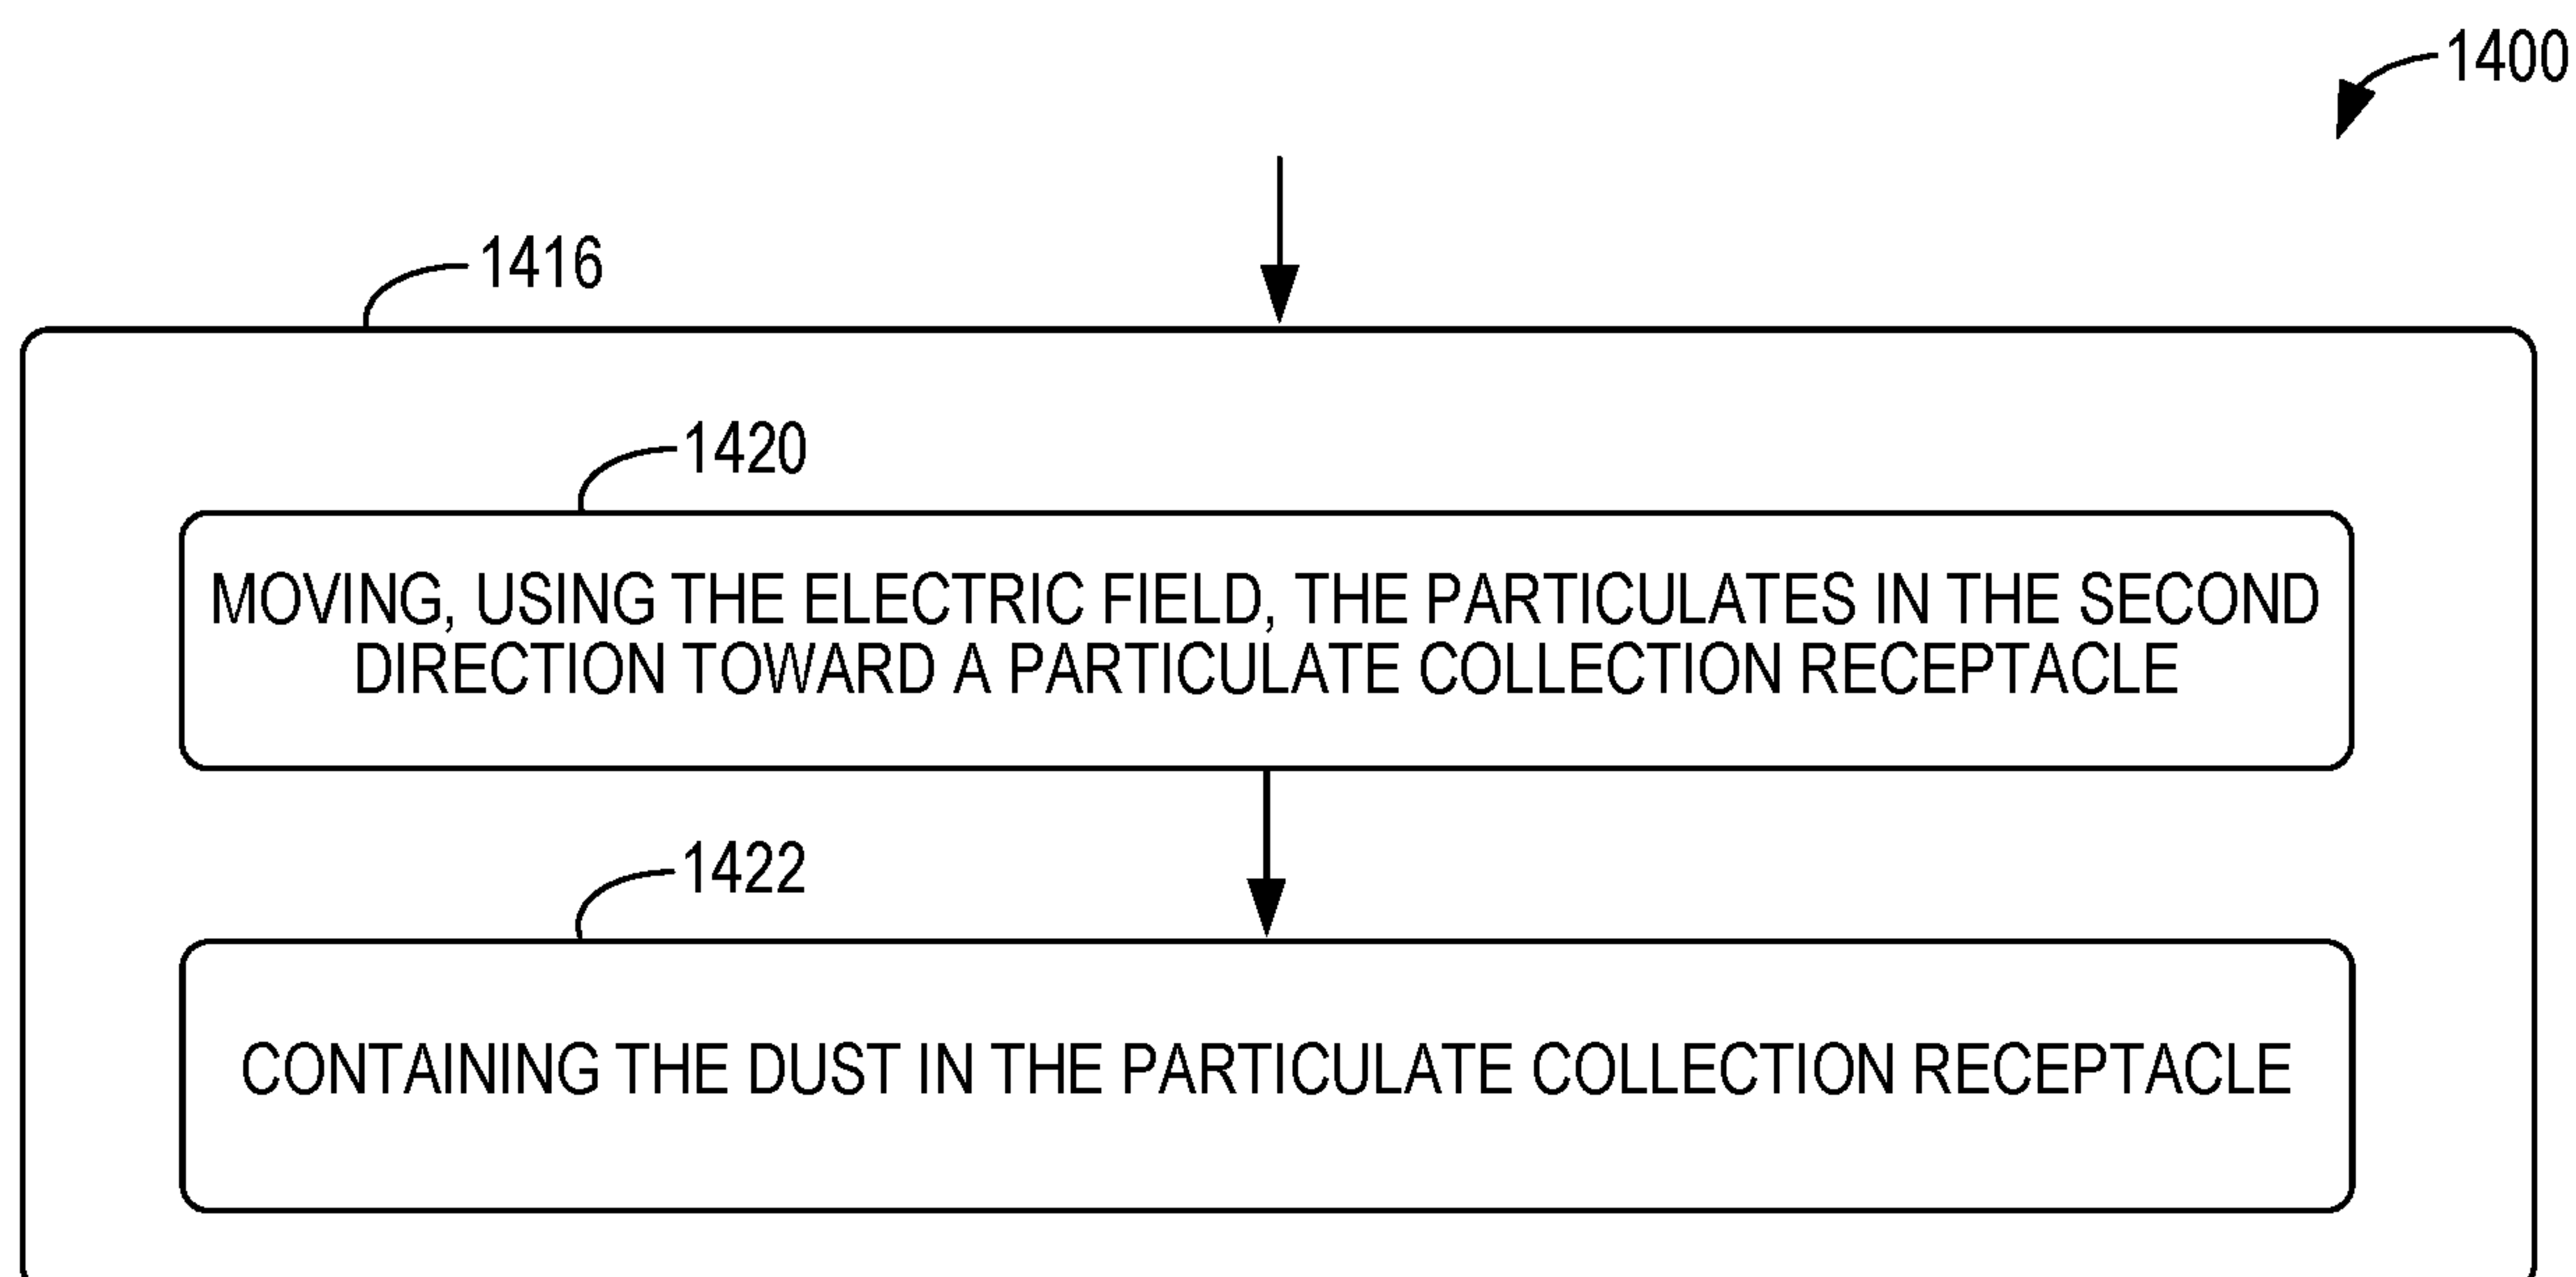 1400
1416
1420
MOVING, USING THE ELECTRIC FIELD, THE PARTICULATES IN THE SECOND
DIRECTION TOWARD A PARTICULATE COLLECTION RECEPTACLE
1422
CONTAINING THE DUST IN THE PARTICULATE COLLECTION RECEPTACLE